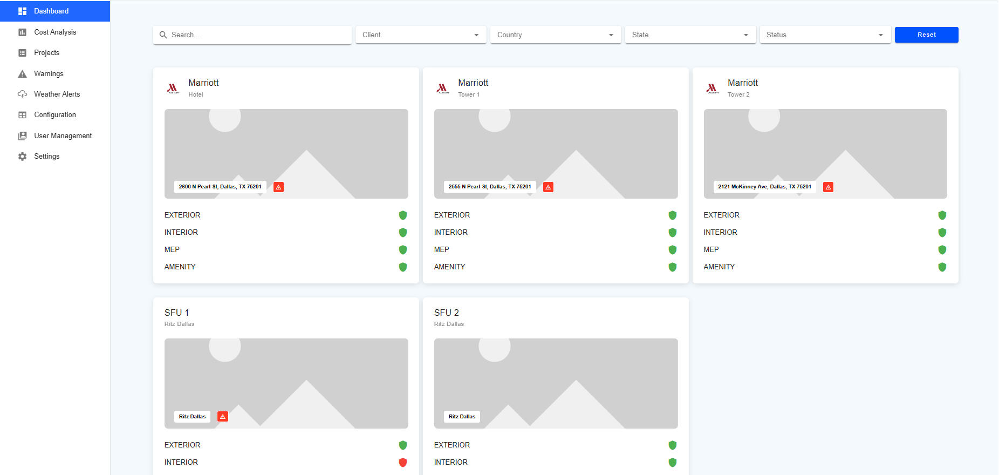 Dashboard
Cost Analysis
Projects
Warnings
Weather Alerts
Configuration
User Management
Settings
Search...
Client
Country
State
Status
Reset
Marriott
Hotel
2600 N Pearl St, Dallas, TX 75201
EXTERIOR
INTERIOR
MEP
AMENITY
Marriott
Tower 1
2555 N Pearl St, Dallas, TX 75201
EXTERIOR
INTERIOR
MEP
AMENITY
Marriott
Tower 2
2121 McKinney Ave, Dallas, TX 75201
EXTERIOR
INTERIOR
MEP
AMENITY
SFU 1
Ritz Dallas
Ritz Dallas
EXTERIOR
INTERIOR
SFU 2
Ritz Dallas
Ritz Dallas
EXTERIOR
INTERIOR